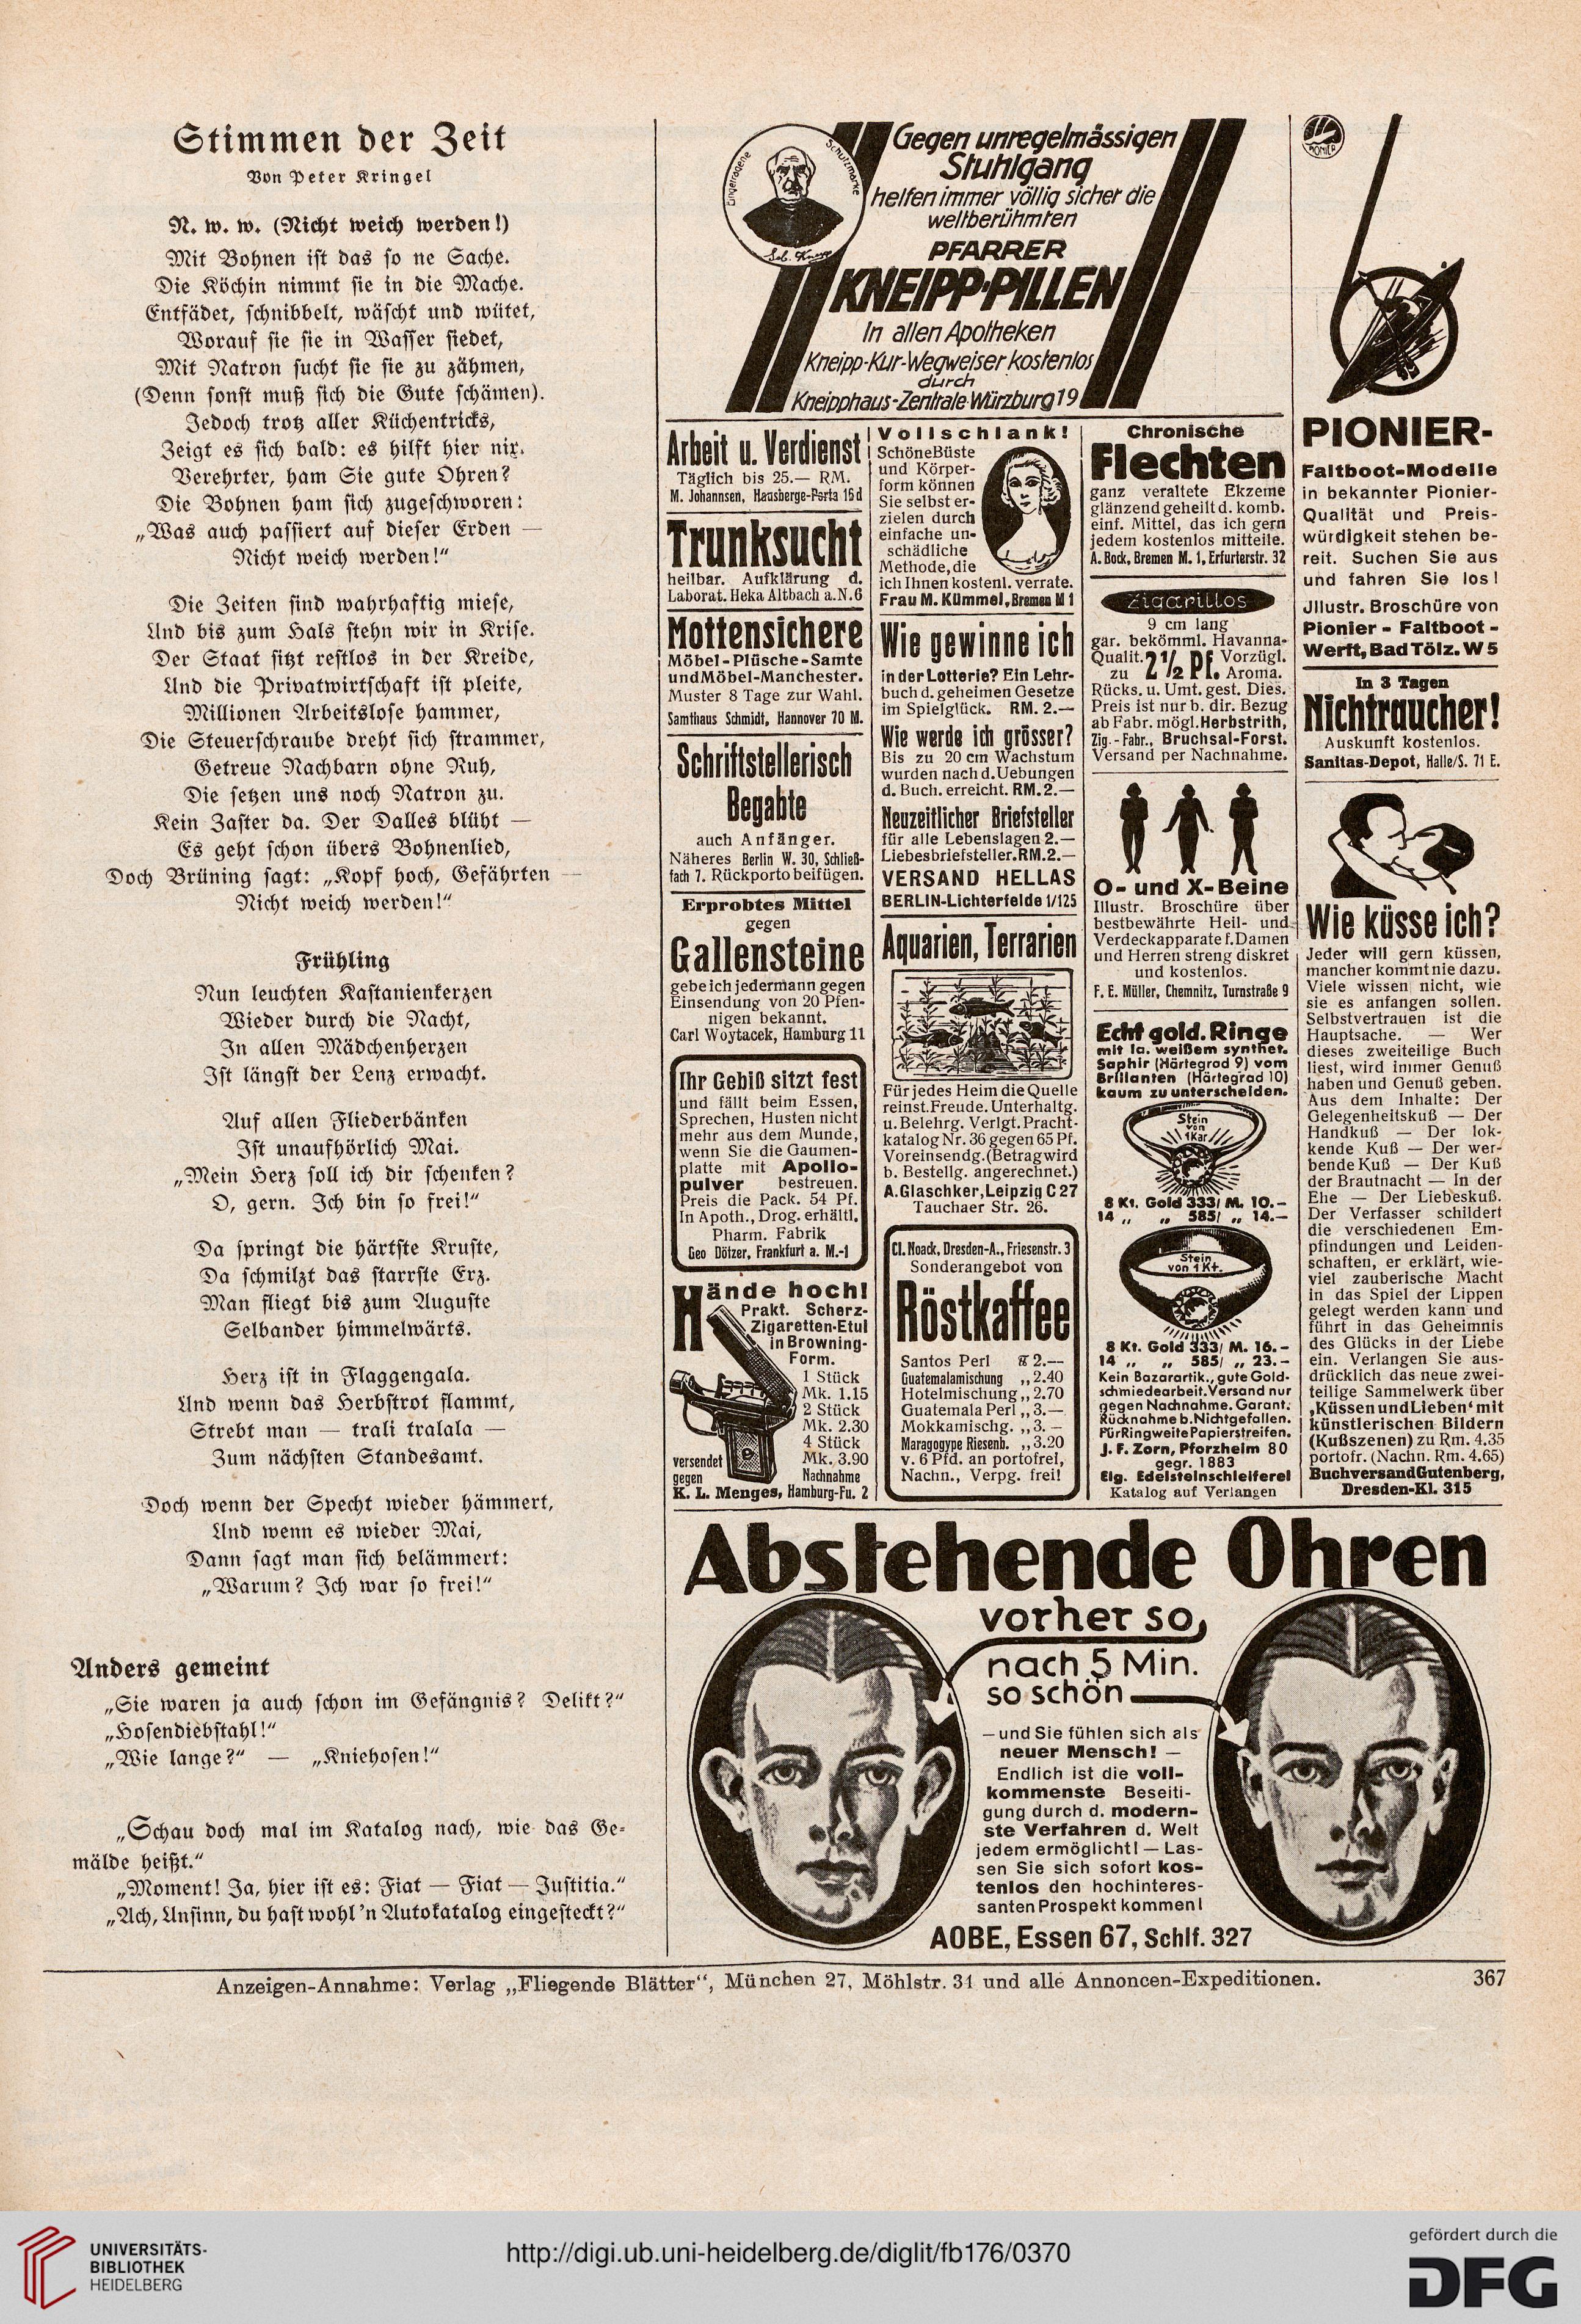 Stimmen der Zeit
Von Peter Kringel
N. w. w. (Nicht weich werden!)
Mit Bohnen ist das so ne Sache.
Die Köchin nimmt sie in die Mache.
Entfädet, schnibbelt, wäscht und wütet,
Worauf sie sie in Wasser siedet,
Mit Natron sucht sie sie zu zähmen,
(Denn sonst muß sich die Gute schämen).
Jedoch trotz aller Küchentricks,
Zeigt es sich bald: es hilft hier nix.
Verehrter, ham Sie gute Ohren?
Die Bohnen ham sich zugeschworen:
„Was auch passiert auf dieser Erden —
Nicht weich werden!“
Die Zeiten sind wahrhaftig miese,
Und bis zum Hals stehn wir in Krise.
Der Staat sitzt restlos in der Kreide,
Und die Privatwirtschaft ist pleite,
Millionen Arbeitslose hammer,
Die Steuerschraube dreht sich strammer,
Getreue Nachbarn ohne Ruh,
Die setzen uns noch Natron zu.
Kein Zaster da. Der Dalles blüht —
Es geht schon übers Bohnenlied,
Doch Brüning sagt: „Kopf hoch, Gefährten —
Nicht weich werden!“
Frühling
Nun leuchten Kastanienkerzen
Wieder durch die Nacht,
In allen Mädchenherzen
Ist längst der Lenz erwacht.
Auf allen Fliederbänken
Ist unaufhörlich Mai.
„Mein Herz soll ich dir schenken?
O, gern. Ich bin so frei!“
Da springt die härtste Kruste,
Da schmilzt das starrste Erz.
Man fliegt bis zum Auguste
Selbander himmelwärts.
Herz ist in Flaggengala.
Und wenn das Herbstrot flammt,
Strebt man — trali tralala —
Zum nächsten Standesamt.
Doch wenn der Specht wieder hämmert,
Und wenn es wieder Mai,
Dann sagt man sich belämmert:
„Warum? Ich war so frei!“
Anders gemeint
„Sie waren ja auch schon im Gefängnis? Delikt?“
„Hosendiebstahl!“
„Wie lange?“ — „Kniehosen!“
„Schau doch mal im Katalog nach, wie das Ge-
mälde heißt.“
„Moment! Ja, hier ist es: Fiat — Fiat — Justitia.“
„Ach, Unsinn, du hast wohl 'n Autokatalog eingesteckt?“
Eingetragene Schutzmarke
Seb. Kneipp
Gegen unregelmässigen
Stuhlgang
helfen immer völlig sicher die
weltberühmten
PFARRER
KNEIPP-PILLEN
In allen Apotheken
Kneipp-Kur-Wegweiser kostenlos
durch
Kneipphaus-Zentrale-Würzburg 19
Arbeit u. Verdienst
Täglich bis 25.— RM.
M. Johannsen, Hausberge-Porta 16 d
Trunksucht
heilbar. Aufklärung d.
Laborat. Heka Altbach a. N. 6
Mottensichere
Möbel-Plüsche-Samte
und Möbel-Manchester.
Muster 8 Tage zur Wahl.
Samthaus Schmidt, Hannover 70 M.
Schriftstellerisch
Begabte
auch Anfänger.
Näheres Berlin W. 30, Schließ-
fach 7. Rückporto beifügen.
Erprobtes Mittel
gegen
Gallensteine
gebe ich jedermann gegen
Einsendung von 20 Pfen-
nigen bekannt.
Carl Woytacek, Hamburg 11
Ihr Gebiß sitzt fest
und fällt beim Essen,
Sprechen, Husten nicht
mehr aus dem Munde,
wenn Sie die Gaumen-
platte mit Apollo-
pulver bestreuen.
Preis die Pack. 54 Pf.
In Apoth., Drog. erhältl.
Pharm. Fabrik
Geo Dötzer, Frankfurt a. M.-1
Hände hoch!
Prakt. Scherz-
Zigaretten-Etui
in Browning-
Form.
1 Stück
Mk. 1.15
2 Stück
Mk. 2.30
4 Stück
Mk. 3.90
versendet
gegen Nachnahme
K. L. Menges, Hamburg-Fu. 2
Vollschlank!
Schöne Büste
und Körper-
form können
Sie selbst er-
zielen durch
einfache un-
schädliche
Methode, die
ich Ihnen kostenl. verrate.
Frau M. Kümmel, Bremen M 1
Wie gewinne ich
in der Lotterie? Ein Lehr-
buch d. geheimen Gesetze
im Spielglück. RM. 2.—
Wie werde ich grösser?
Bis zu 20 cm Wachstum
wurden nach d. Uebungen
d. Buch. erreicht. RM. 2.—
Neuzeitlicher Briefsteller
für alle Lebenslagen 2.—
Liebesbriefsteller. RM. 2.—
VERSAND HELLAS
BERLIN-Lichterfelde 1/125
Aquarien, Terrarien
Für jedes Heim die Quelle
reinst. Freude. Unterhaltg.
u. Belehrg. Verlgt. Pracht-
katalog Nr. 36 gegen 65 Pf.
Voreinsendg. (Betrag wird
b. Bestellg. angerechnet.)
A. Glaschker, Leipzig C 27
Tauchaer Str. 26.
Cl. Noack, Dresden-A., Friesenstr. 3
Sonderangebot von
Röstkaffee
Santos Perl ℔ 2.—
Guatemalamischung „ 2.40
Hotelmischung „ 2.70
Guatemala Perl „ 3.—
Mokkamischg. „ 3.—
Maragogype Riesenb. „ 3.20
v. 6 Pfd. an portofrei,
Nachn., Verpg. frei!
Chronische
Flechten
ganz veraltete Ekzeme
glänzend geheilt d. komb.
einf. Mittel, das ich gern
jedem kostenlos mitteile.
A. Bock, Bremen M. 1, Erfurterstr. 32
Zigarillos
9 cm lang
gar. bekömml. Havanna-
Qualit. Vorzügl.
zu 2½ Pf. Aroma.
Rücks. u. Umt. gest. Dies.
Preis ist nur b. dir. Bezug
ab Fabr. mögl. Herbstrith,
Zig.-Fabr., Bruchsal-Forst.
Versand per Nachnahme.
O- und X-Beine
Illustr. Broschüre über
bestbewährte Heil- und
Verdeckapparate f. Damen
und Herren streng diskret
und kostenlos.
F. E. Müller, Chemnitz, Turnstraße 9
Echt gold. Ringe
mit la. weißem synthet.
Saphir (Härtegrad 9) vom
Brillanten (Härtegrad 10)
kaum zu unterscheiden.
Stein
von
1 Kar
8 Kt. Gold 333/ M. 10.—
14 „ „ 585/ „ 14.—
Stein
von 1 Kt.
8 Kt. Gold 333/ M. 16.-
14 „ „ 585/ „ 23.-
Kein Bazarartik., gute Gold-
schmiedearbeit. Versand nur
gegen Nachnahme. Garant.
Rücknahme b. Nichtgefallen.
Für Ringweite Papierstreifen.
J. F. Zorn, Pforzheim 80
gegr. 1883
Eig. Edelsteinschleiferei
Katalog auf Verlangen
PIONIER
PIONIER-
Faltboot-Modelle
in bekannter Pionier-
Qualität und Preis-
würdigkeit stehen be-
reit. Suchen Sie aus
und fahren Sie los!
Jllustr. Broschüre von
Pionier - Faltboot -
Werft, Bad Tölz. W 5
In 3 Tagen
Nichtraucher!
Auskunft kostenlos.
Sanitas-Depot, Halle/S. 71 E.
Wie küsse ich?
Jeder will gern küssen,
mancher kommt nie dazu.
Viele wissen nicht, wie
sie es anfangen sollen.
Selbstvertrauen ist die
Hauptsache. — Wer
dieses zweiteilige Buch
liest, wird immer Genuß
haben und Genuß geben.
Aus dem Inhalte: Der
Gelegenheitskuß — Der
Handkuß — Der lok-
kende Kuß — Der wer-
bende Kuß — Der Kuß
der Brautnacht — In der
Ehe — Der Liebeskuß.
Der Verfasser schildert
die verschiedenen Em-
pfindungen und Leiden-
schaften, er erklärt, wie-
viel zauberische Macht
in das Spiel der Lippen
gelegt werden kann und
führt in das Geheimnis
des Glücks in der Liebe
ein. Verlangen Sie aus-
drücklich das neue zwei-
teilige Sammelwerk über
‚Küssen und Lieben‘ mit
künstlerischen Bildern
(Kußszenen) zu Rm. 4.35
portofr. (Nachn. Rm. 4.65)
Buchversand Gutenberg,
Dresden-Kl. 315
Abstehende Ohren
vorher so,
nach 5 Min.
so schön
— und Sie fühlen sich als
neuer Mensch! —
Endlich ist die voll-
kommenste Beseiti-
gung durch d. modern-
ste Verfahren d. Welt
jedem ermöglicht! — Las-
sen Sie sich sofort kos-
tenlos den hochinteres-
santen Prospekt kommen!
AOBE, Essen 67, Schlf. 327
Anzeigen-Annahme: Verlag „Fliegende Blätter“, München 27, Möhlstr. 31 und alle Annoncen-Expeditionen.
367
UNIVERSITÄTS-
BIBLIOTHEK
HEIDELBERG
http://digi.ub.uni-heidelberg.de/diglit/fb176/0370
gefördert durch die
DFG